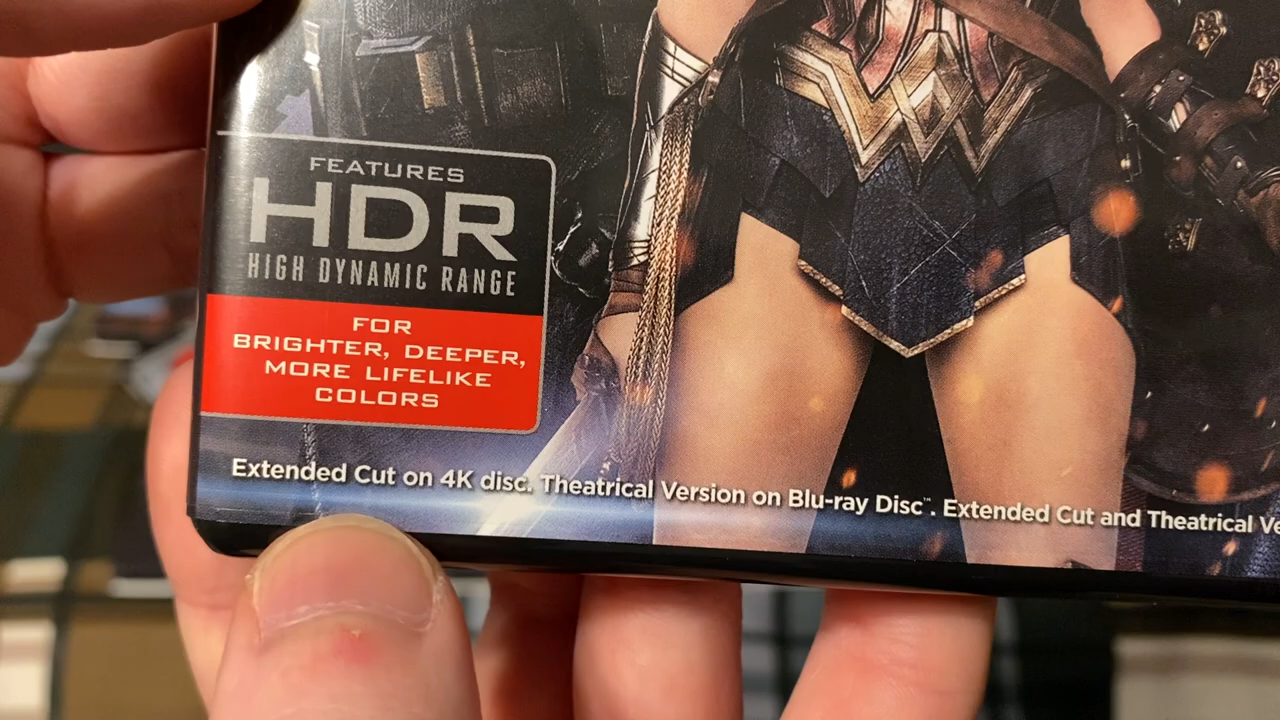 FEATURES
HDR
HIGH DYNAMIC RANGE
FOR
BRIGHTER, DEEPER,
MORE LIFELIKE
COLORS
Extended Cut on 4K disc. Theatrical Version on Blu-ray Disc™. Extended Cut and Theatrical Ve